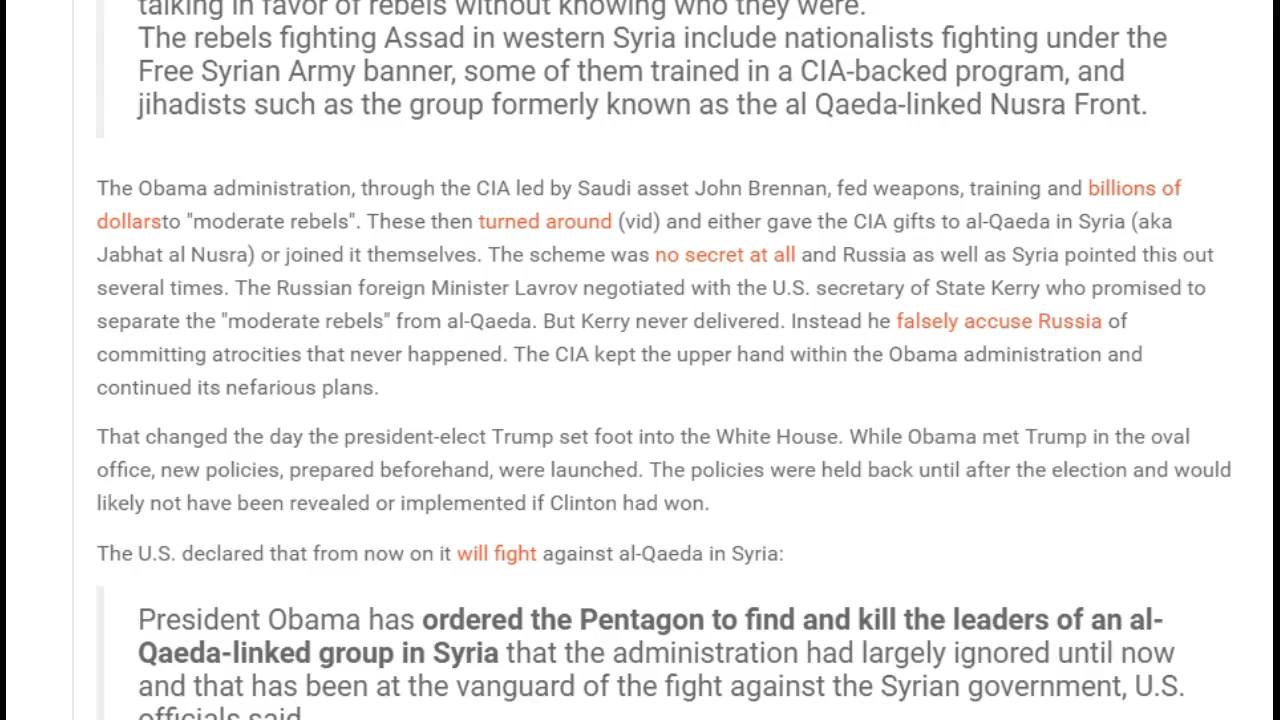 talking in favor of rebels without knowing who they were.
The rebels fighting Assad in western Syria include nationalists fighting under the
Free Syrian Army banner, some of them trained in a CIA-backed program, and
jihadists such as the group formerly known as the al Qaeda-linked Nusra Front.
The Obama administration, through the CIA led by Saudi asset John Brennan, fed weapons, training and billions of
dollarsto "moderate rebels". These then turned around (vid) and either gave the CIA gifts to al-Qaeda in Syria (aka
Jabhat al Nusra) or joined it themselves. The scheme was no secret at all and Russia as well as Syria pointed this out
several times. The Russian foreign Minister Lavrov negotiated with the U.S. secretary of State Kerry who promised to
separate the "moderate rebels" from al-Qaeda. But Kerry never delivered. Instead he falsely accuse Russia of
committing atrocities that never happened. The CIA kept the upper hand within the Obama administration and
continued its nefarious plans.
That changed the day the president-elect Trump set foot into the White House. While Obama met Trump in the oval
office, new policies, prepared beforehand, were launched. The policies were held back until after the election and would
likely not have been revealed or implemented if Clinton had won.
The U.S. declared that from now on it will fight against al-Qaeda in Syria:
President Obama has ordered the Pentagon to find and kill the leaders of an al-
Qaeda-linked group in Syria that the administration had largely ignored until now
and that has been at the vanguard of the fight against the Syrian government, U.S.
officials said